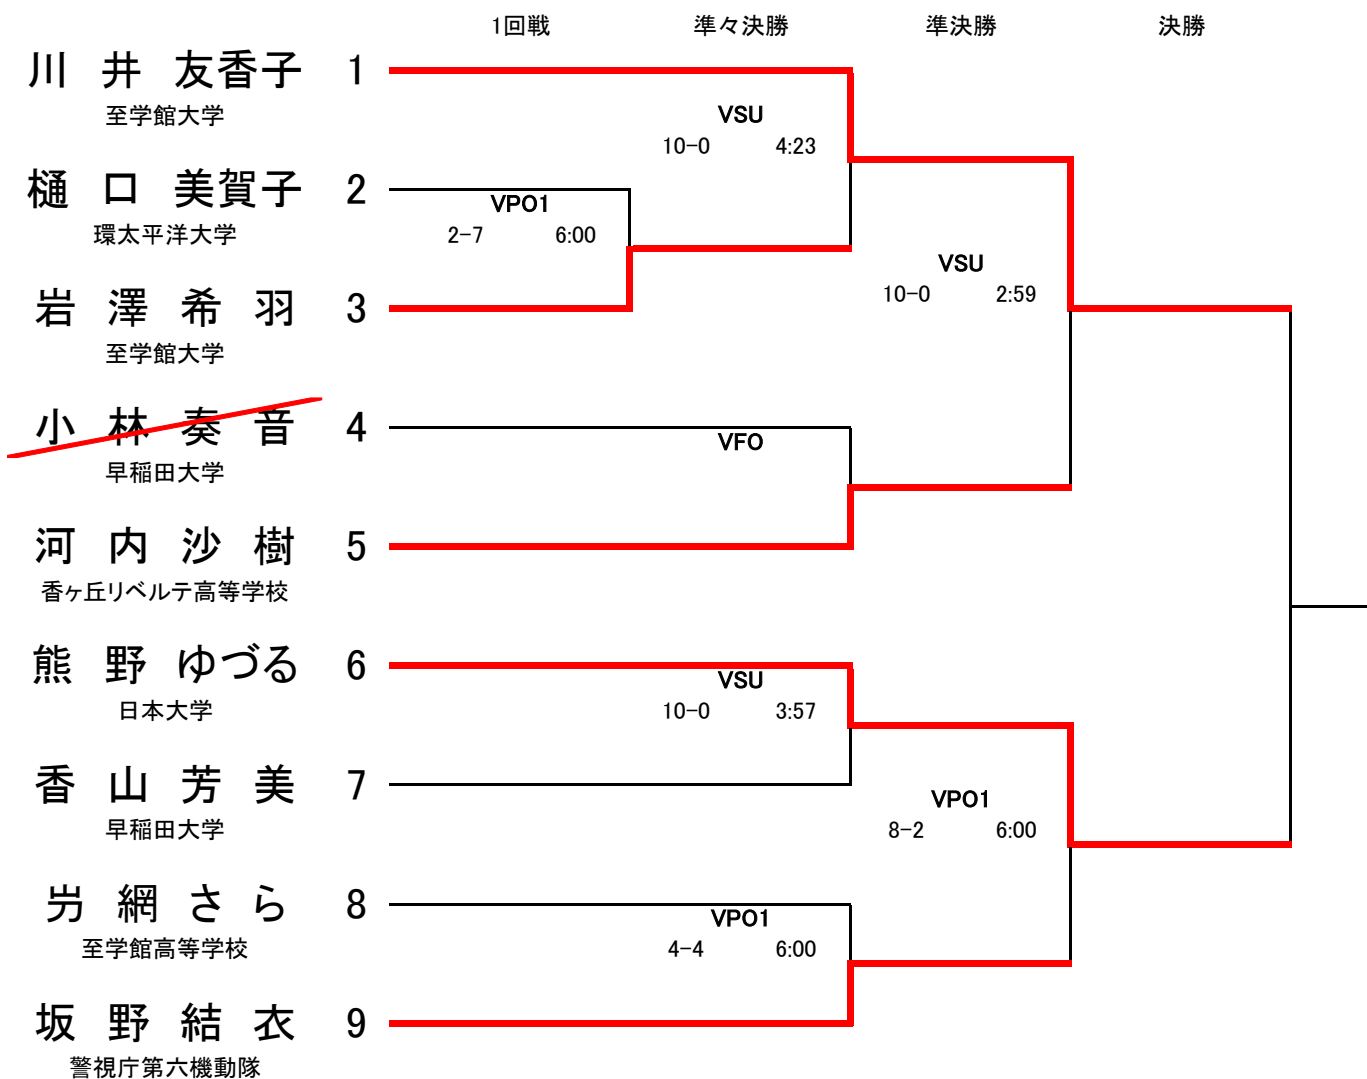 1回戦 準々決勝 準決勝 決勝
川 井 友香子 1
至学館大学
VSU
10-0 4:23
樋 口 美賀子 2
環太平洋大学
VPO1
2-7 6:00
VSU
10-0 2:59
岩 澤 希 羽 3
至学館大学
小 林 奏 音 4
早稲田大学
VFO
河 内 沙 樹 5
香ヶ丘リベルテ高等学校
熊 野 ゆづる 6
日本大学
VSU
10-0 3:57
香 山 芳 美 7
早稲田大学
VPO1
8-2 6:00
屶 網 さ ら 8
至学館高等学校
VPO1
4-4 6:00
坂 野 結 衣 9
警視庁第六機動隊